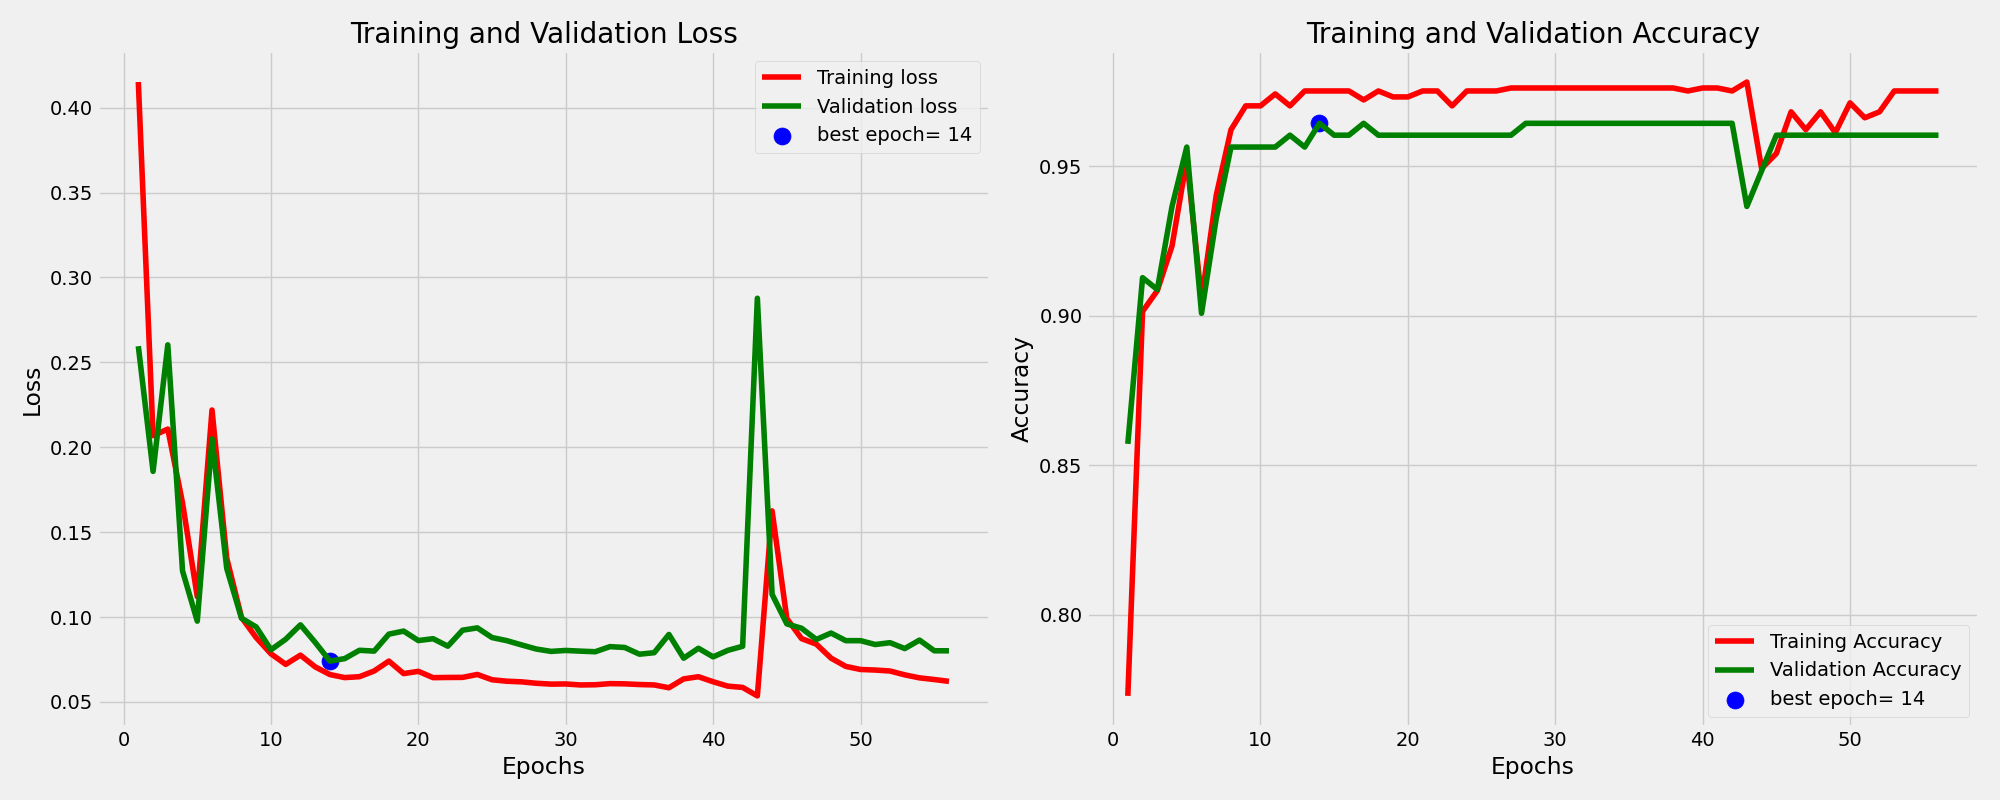 Training and Validation Loss
Training loss
Validation loss
best epoch= 14
0.40
0.35
0.30
0.25
0.20
0.15
0.10
0.05
Loss
0
10
20
30
40
50
Epochs
Training and Validation Accuracy
0.95
0.90
0.85
0.80
Accuracy
Training Accuracy
Validation Accuracy
best epoch= 14
0
10
20
30
40
50
Epochs